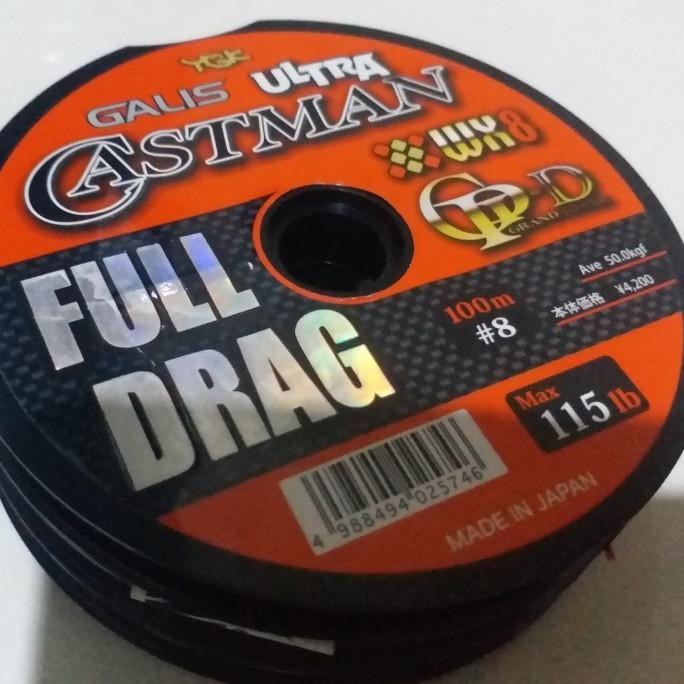 YGK
GALIS ULTRA
CASTMAN
WX8
GP-D
FULL
DRAG
100m
#8
Ave 50.0kgf
本体価格 ¥4,200
Max
115 lb
4 988494 025746
MADE IN JAPAN